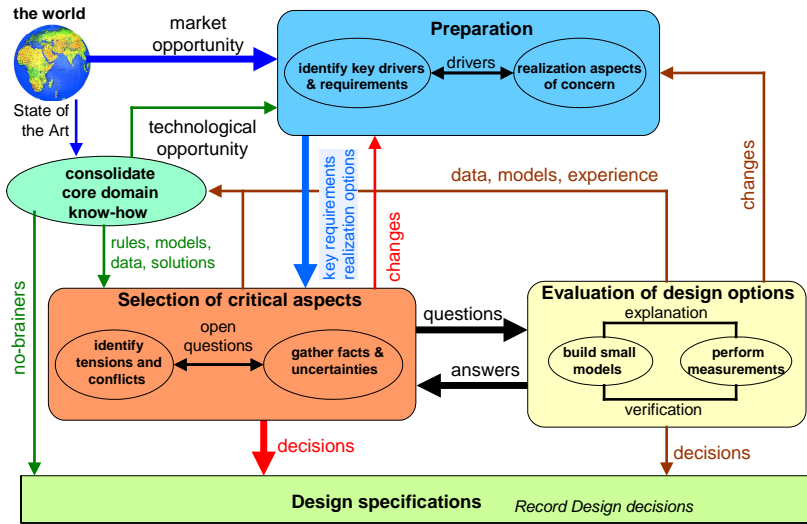 the world
market
opportunity
Preparation
identify key drivers
& requirements
drivers
realization aspects
of concern
State of
the Art
technological
opportunity
consolidate
core domain
know-how
data, models, experience
changes
key requirements
realization options
changes
rules, models,
data, solutions
no-brainers
Selection of critical aspects
identify
tensions and
conflicts
open
questions
gather facts &
uncertainties
questions
answers
Evaluation of design options
explanation
build small
models
perform
measurements
verification
decisions
decisions
Design specifications
Record Design decisions